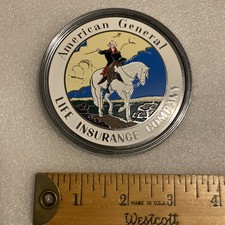 American General
LIFE INSURANCE COMPANY
1 2 3 4
MADE IN U.S.A.
Westcott